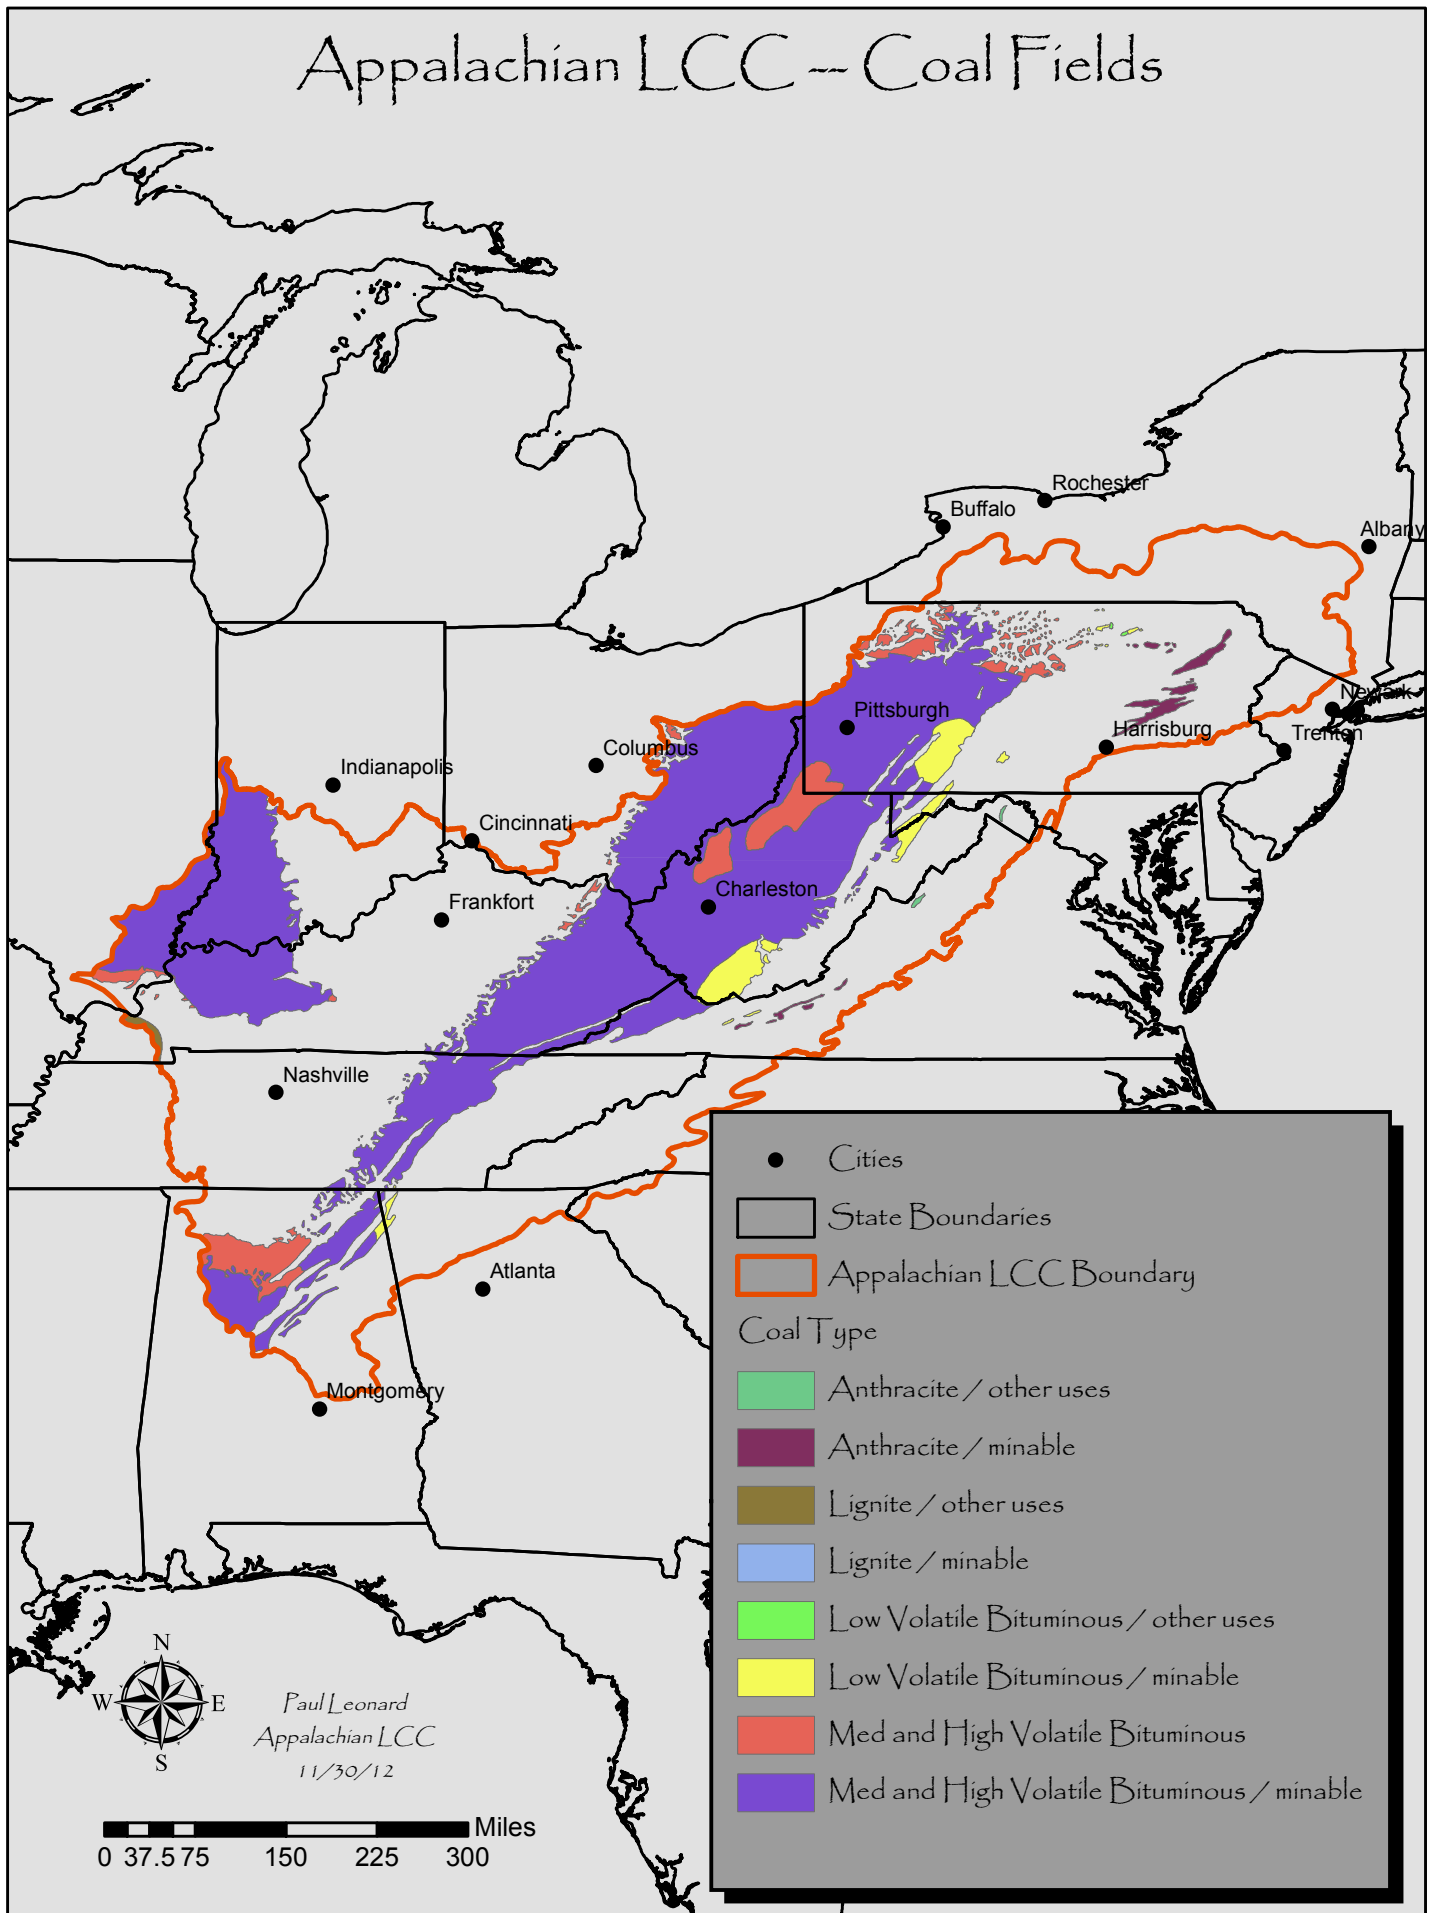 Appalachian LCC -- Coal Fields
Rochester
Buffalo
Albany
Newark
Pittsburgh
Trenton
Harrisburg
Columbus
Indianapolis
Cincinnati
Charleston
Frankfort
Nashville
Atlanta
Montgomery
Cities
State Boundaries
Appalachian LCC Boundary
Coal Type
Anthracite / other uses
Anthracite / minable
Lignite / other uses
Lignite / minable
Low Volatile Bituminous / other uses
Low Volatile Bituminous / minable
Med and High Volatile Bituminous
Med and High Volatile Bituminous / minable
N
W E
S
Paul Leonard
Appalachian LCC
11/30/12
Miles
0 37.5 75 150 225 300